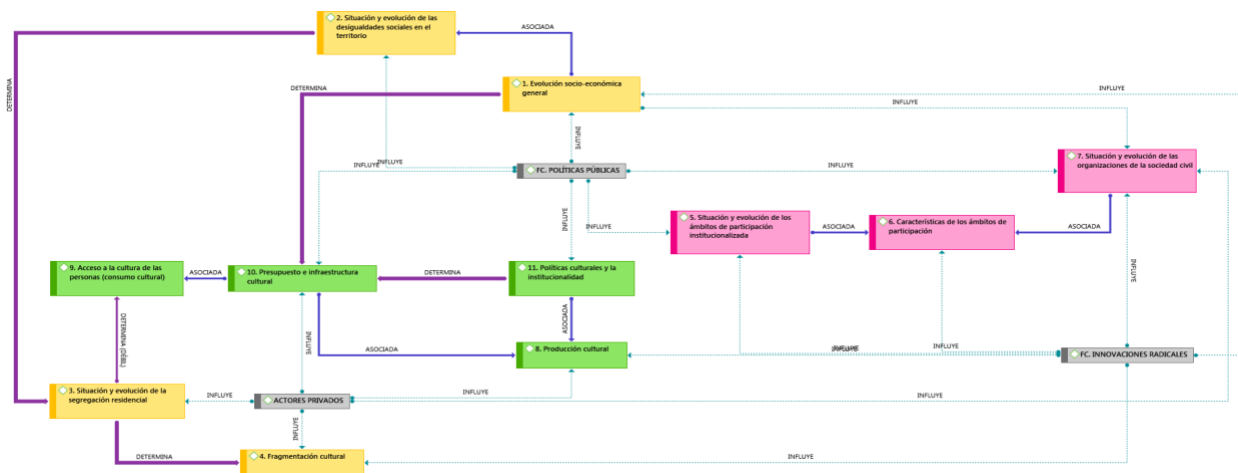 2. Situación y evolución de las
desigualdades sociales en el
territorio
ASOCIADA
DETERMINA
1. Evolución socio-económica
general
DETERMINA
INFLUYE
INFLUYE
INFLUYE
INFLUYE
INFLUYE
FC. POLÍTICAS PÚBLICAS
INFLUYE
7. Situación y evolución de las
organizaciones de la sociedad civil
INFLUYE
INFLUYE
5. Situación y evolución de los
ámbitos de participación
institucionalizada
ASOCIADA
6. Características de los ámbitos de
participación
ASOCIADA
9. Acceso a la cultura de las
personas (consumo cultural)
ASOCIADA
10. Presupuesto e infraestructura
cultural
DETERMINA
11. Políticas culturales y la
institucionalidad
INFLUYE
DETERMINA (DÉBIL)
INFLUYE
ASOCIADA
ASOCIADA
8. Producción cultural
INFLUYE
INFLUYE
FC. INNOVACIONES RADICALES
3. Situación y evolución de la
segregación residencial
INFLUYE
ACTORES PRIVADOS
INFLUYE
INFLUYE
INFLUYE
DETERMINA
4. Fragmentación cultural
INFLUYE